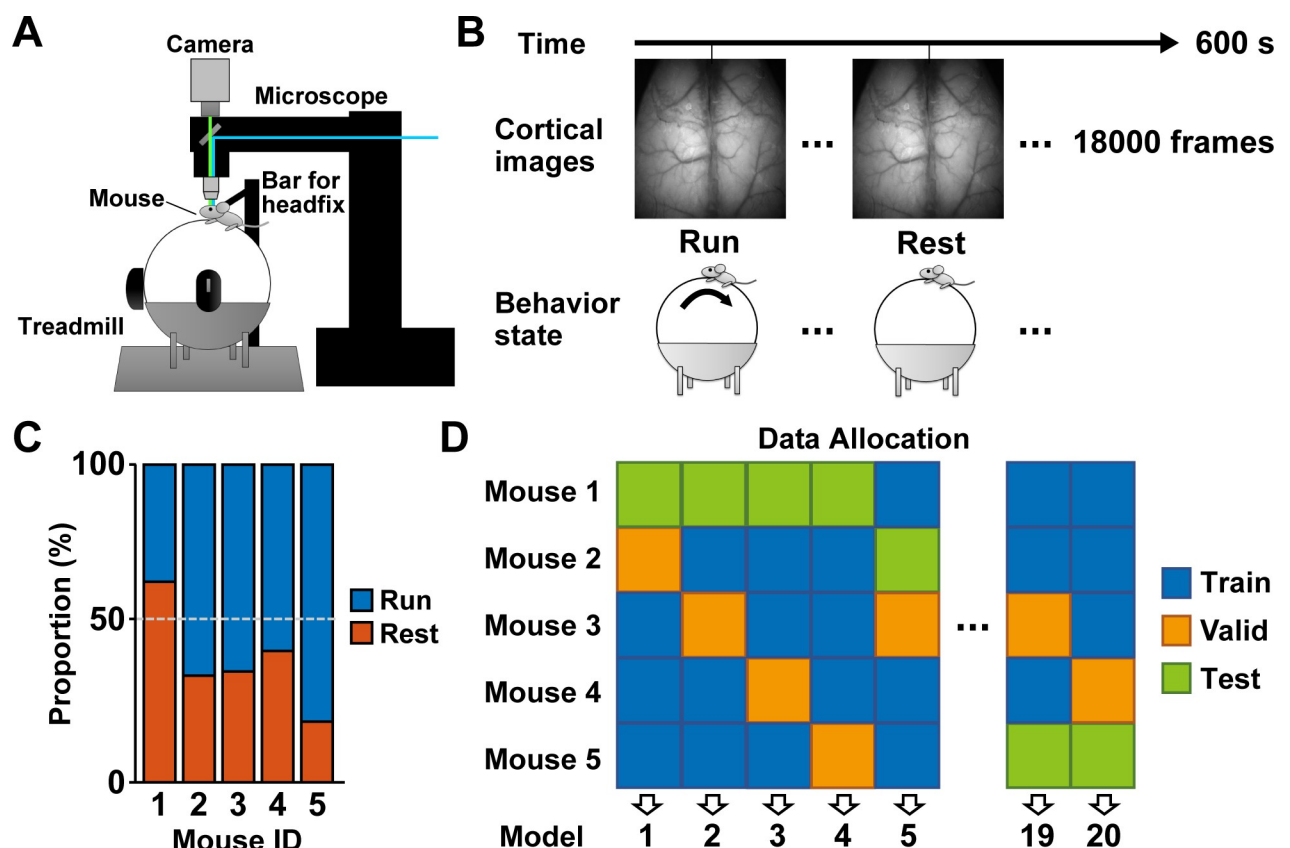 A
Camera
Microscope
Mouse
Bar for
headfix
Treadmill
B
Time
600 s
Cortical
images
...
...
18000 frames
Run
Rest
Behavior
state
...
...
C
Proportion (%)
100
50
0
1 2 3 4 5
Mouse ID
Run
Rest
D
Data Allocation
Mouse 1
Mouse 2
Mouse 3
Mouse 4
Mouse 5
...
Train
Valid
Test
Model 1 2 3 4 5 19 20